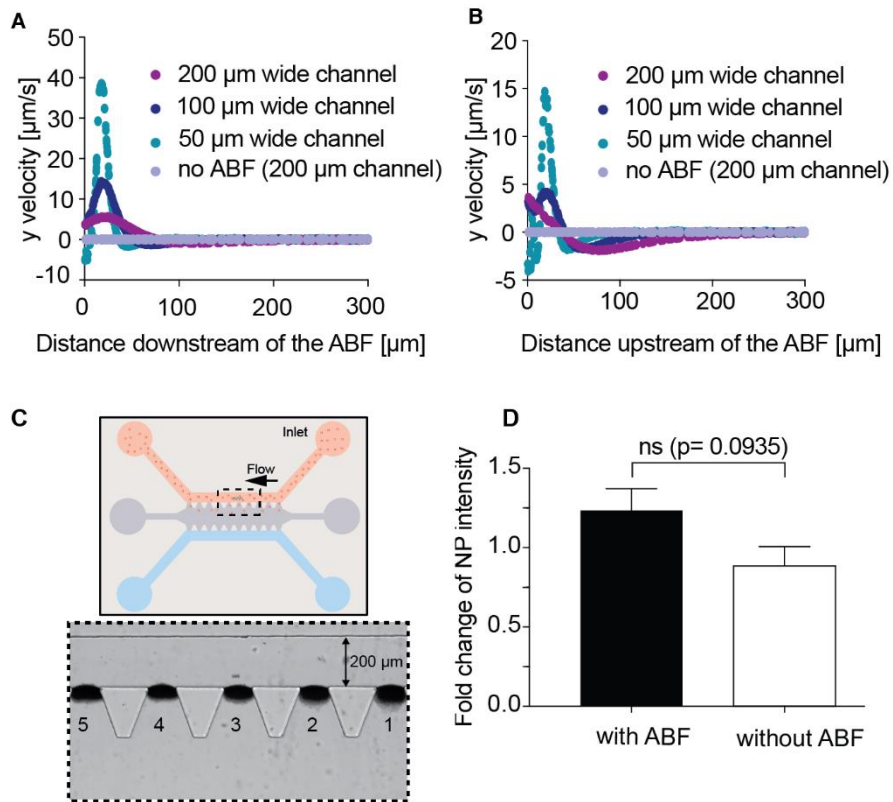 A
y velocity [µm/s]
50
40
30
20
10
0
-10
200 µm wide channel
100 µm wide channel
50 µm wide channel
no ABF (200 µm channel)
0
100
200
300
Distance downstream of the ABF [µm]
B
y velocity [µm/s]
20
15
10
5
0
-5
200 µm wide channel
100 µm wide channel
50 µm wide channel
no ABF (200 µm channel)
0
100
200
300
Distance upstream of the ABF [µm]
C
Inlet
Flow
200 µm
5
4
3
2
1
D
ns (p= 0.0935)
Fold change of NP intensity
1.5
1.0
0.5
0.0
with ABF
without ABF